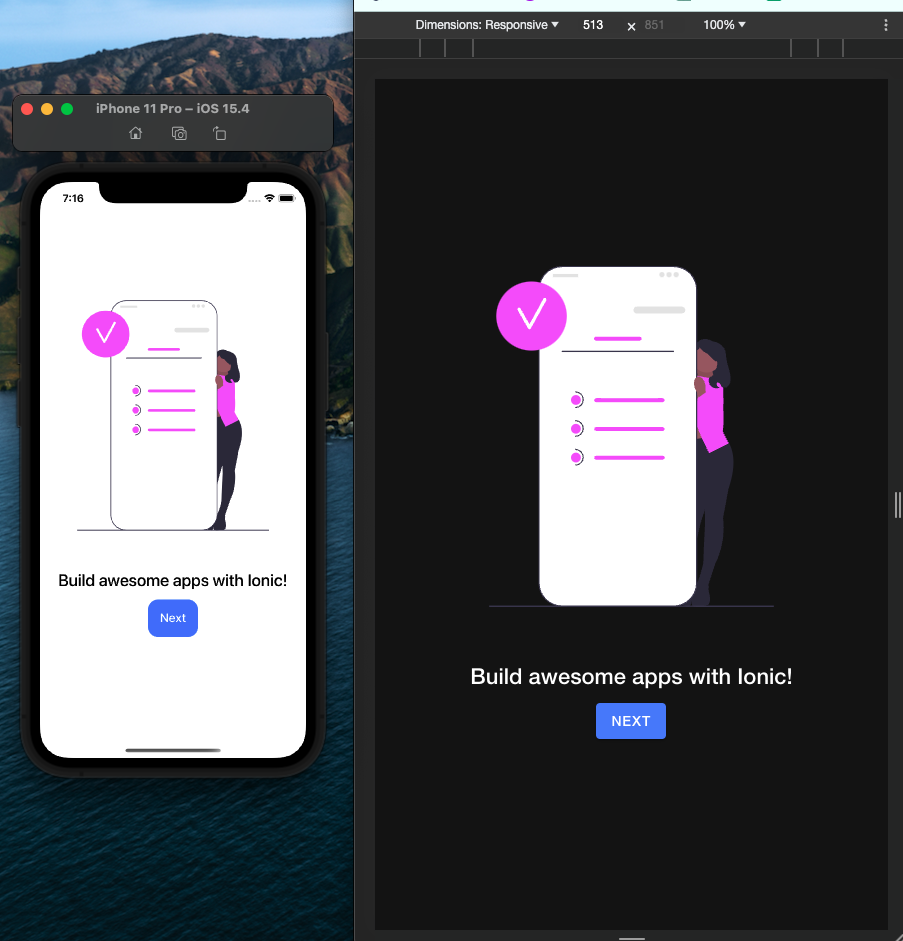 iPhone 11 Pro – iOS 15.4
7:16
Build awesome apps with Ionic!
Next
Dimensions: Responsive 513 × 851 100%
Build awesome apps with Ionic!
NEXT